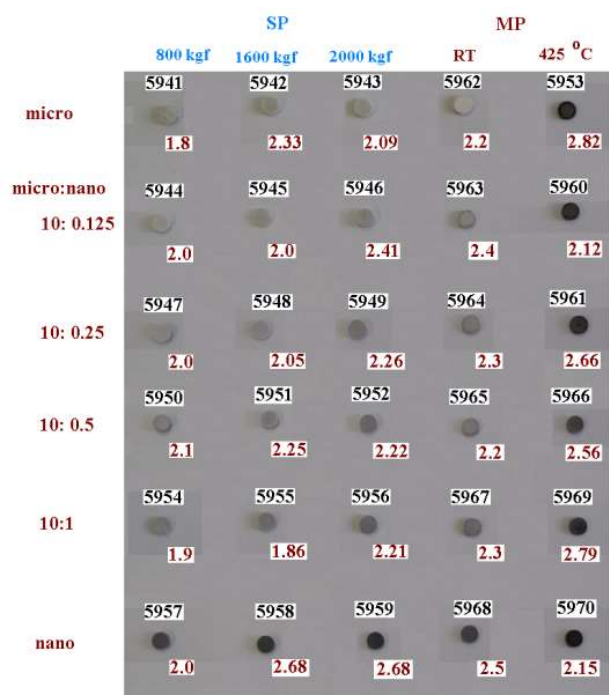 SP MP
800 kgf 1600 kgf 2000 kgf RT 425 °C
5941 5942 5943 5962 5953
micro
1.8 2.33 2.09 2.2 2.82
micro:nano
5944 5945 5946 5963 5960
10: 0.125
2.0 2.0 2.41 2.4 2.12
5947 5948 5949 5964 5961
10: 0.25
2.0 2.05 2.26 2.3 2.66
5950 5951 5952 5965 5966
10: 0.5
2.1 2.25 2.22 2.2 2.56
5954 5955 5956 5967 5969
10:1
1.9 1.86 2.21 2.3 2.79
5957 5958 5959 5968 5970
nano
2.0 2.68 2.68 2.5 2.15